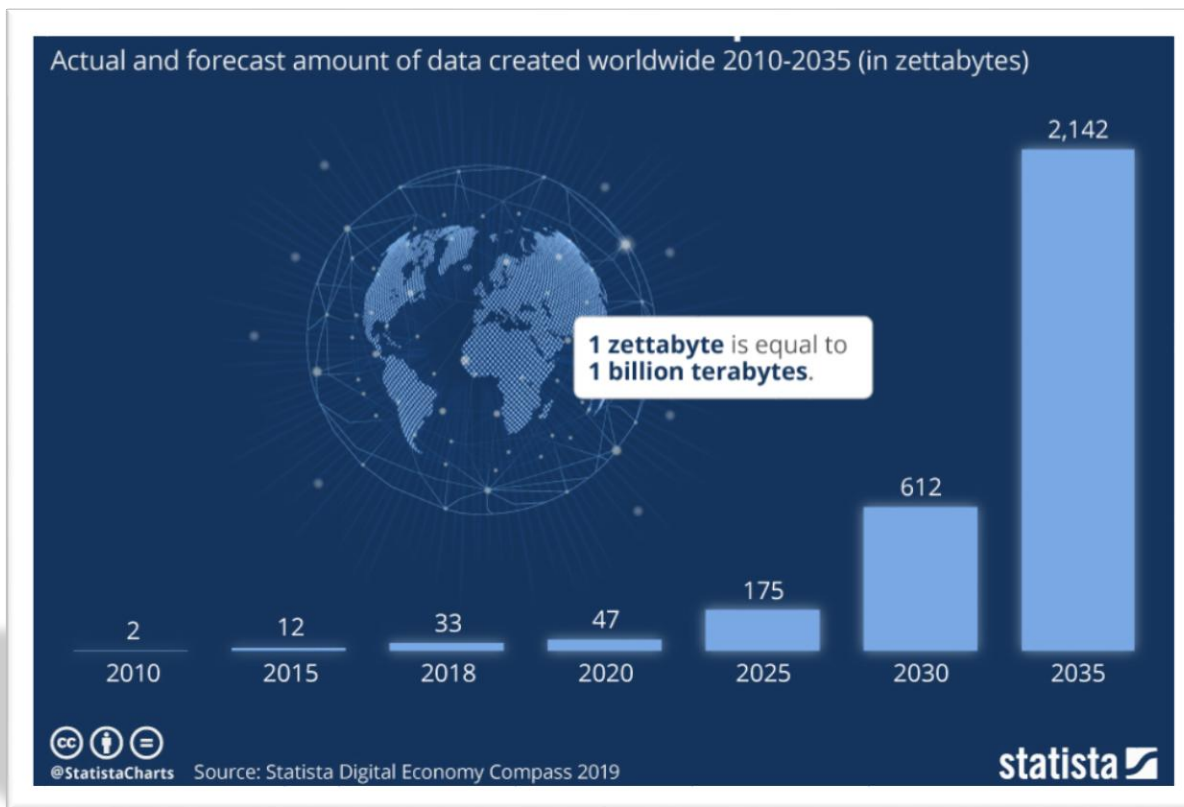 Actual and forecast amount of data created worldwide 2010-2035 (in zettabytes)
2,142
1 zettabyte is equal to
1 billion terabytes.
612
175
47
33
12
2
2010 2015 2018 2020 2025 2030 2035
cc
@StatistaCharts Source: Statista Digital Economy Compass 2019
statista